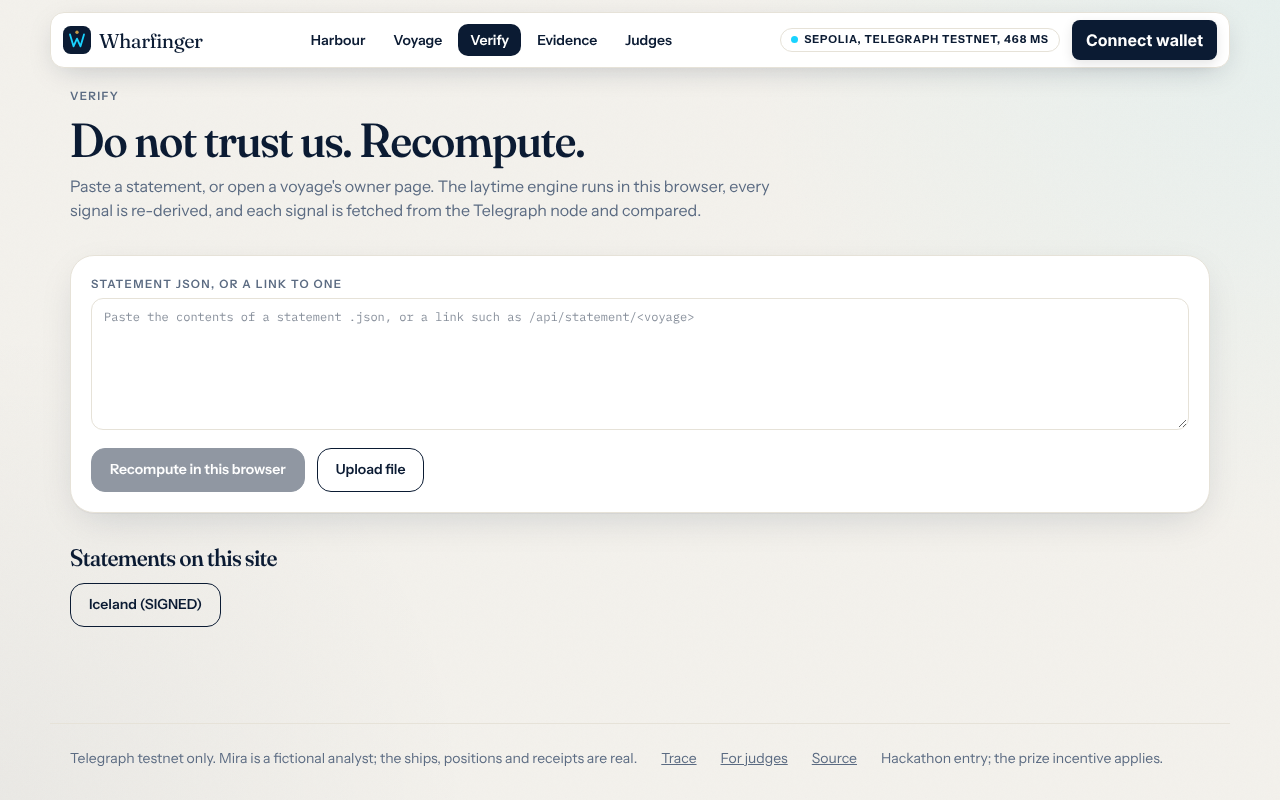 Wharfinger
Harbour
Voyage
Verify
Evidence
Judges
SEPOLIA, TELEGRAPH TESTNET, 468 MS
Connect wallet
VERIFY
Do not trust us. Recompute.
Paste a statement, or open a voyage's owner page. The laytime engine runs in this browser, every
signal is re-derived, and each signal is fetched from the Telegraph node and compared.
STATEMENT JSON, OR A LINK TO ONE
Paste the contents of a statement .json, or a link such as /api/statement/<voyage>
Recompute in this browser
Upload file
Statements on this site
Iceland (SIGNED)
Telegraph testnet only. Mira is a fictional analyst; the ships, positions and receipts are real.
Trace
For judges
Source
Hackathon entry; the prize incentive applies.